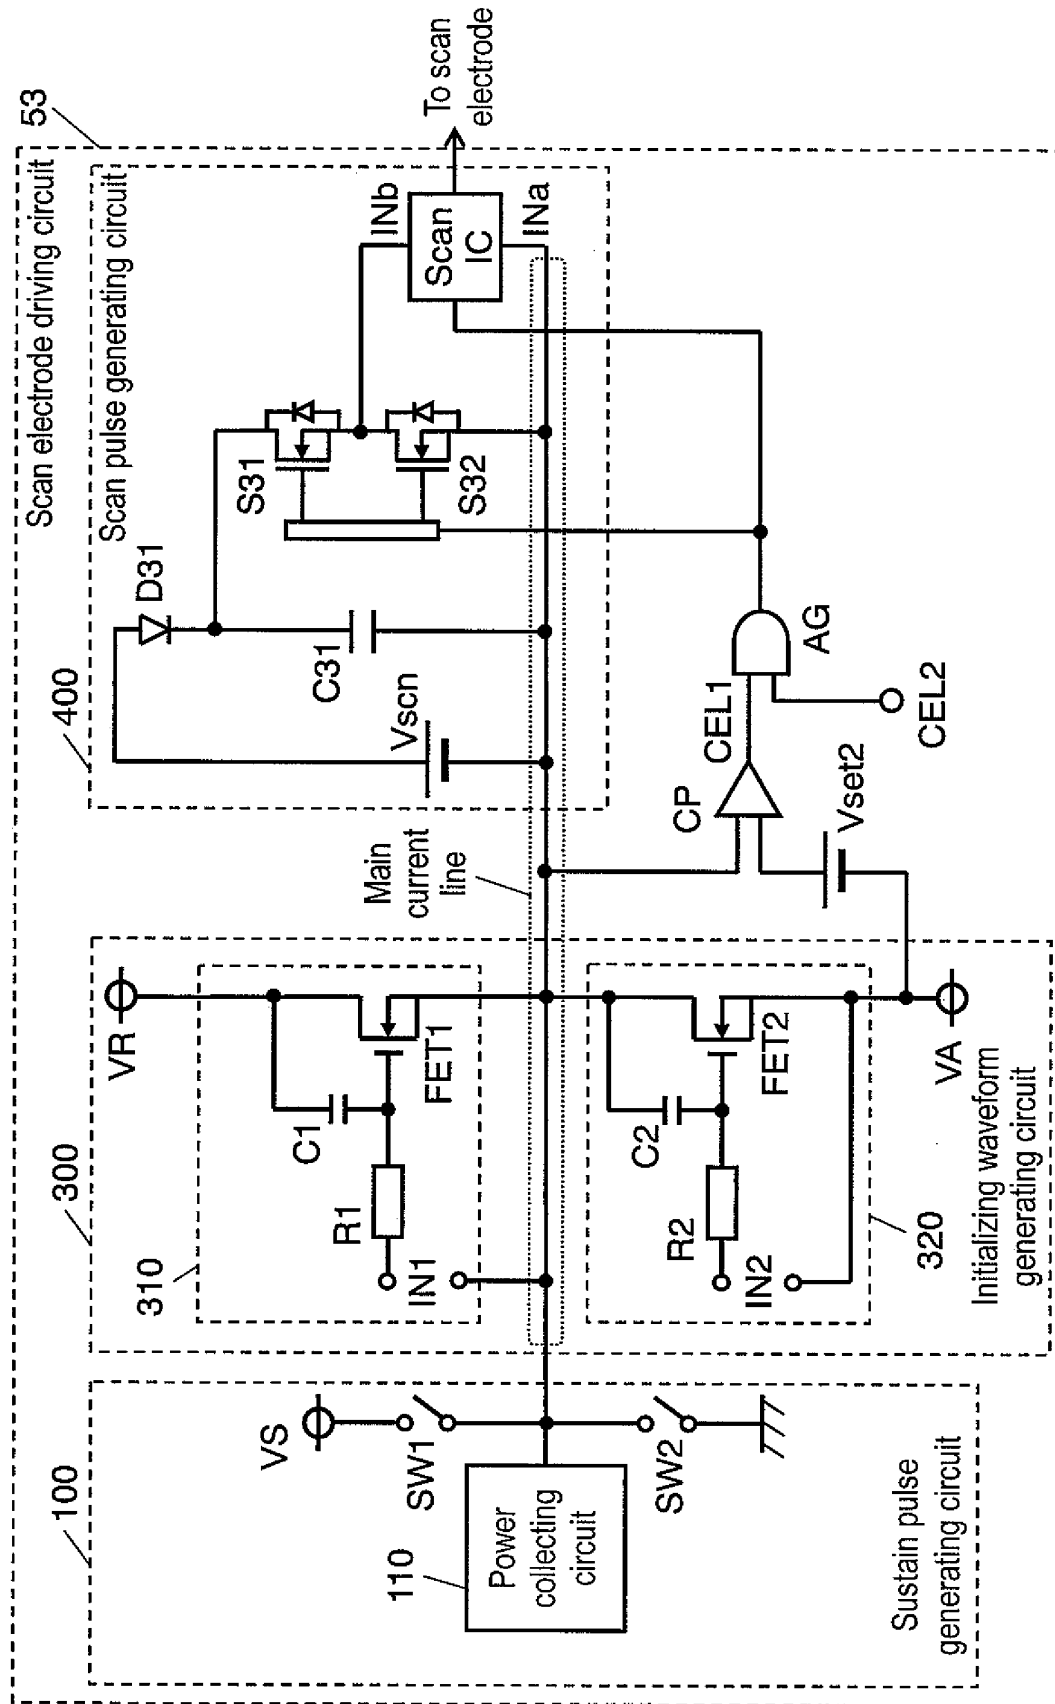 Scan electrode driving circuit
53
100
Sustain pulse
generating circuit
110
Power
collecting
circuit
VS
SW1
SW2
300
Initializing waveform
generating circuit
310
VR
C1
R1
IN1
FET1
320
C2
R2
IN2
FET2
VA
Main
current
line
400
Scan pulse generating circuit
Vscn
D31
C31
S31
S32
INb
Scan
IC
INa
To scan
electrode
CP
Vset2
CEL1
CEL2
AG